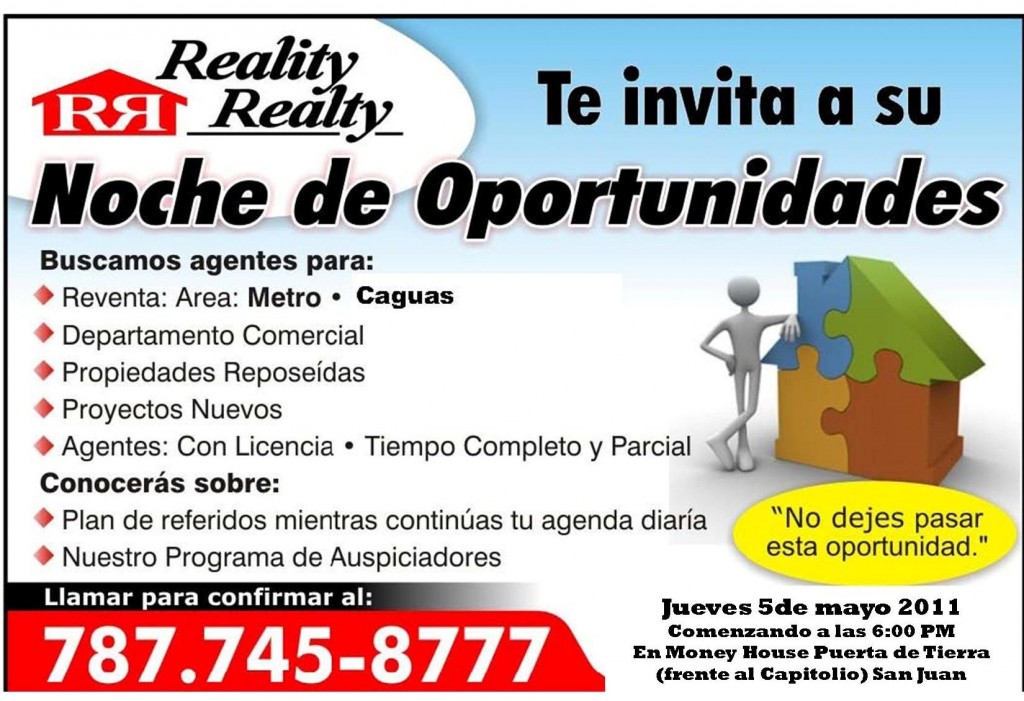 Reality
RR Realty
Te invita a su
Noche de Oportunidades
Buscamos agentes para:
Reventa: Area: Metro • Caguas
Departamento Comercial
Propiedades Reposeídas
Proyectos Nuevos
Agentes: Con Licencia • Tiempo Completo y Parcial
Conocerás sobre:
Plan de referidos mientras continúas tu agenda diaría
Nuestro Programa de Auspiciadores
"No dejes pasar
esta oportunidad."
Llamar para confirmar al:
787.745-8777
Jueves 5de mayo 2011
Comenzando a las 6:00 PM
En Money House Puerta de Tierra
(frente al Capitolio) San Juan